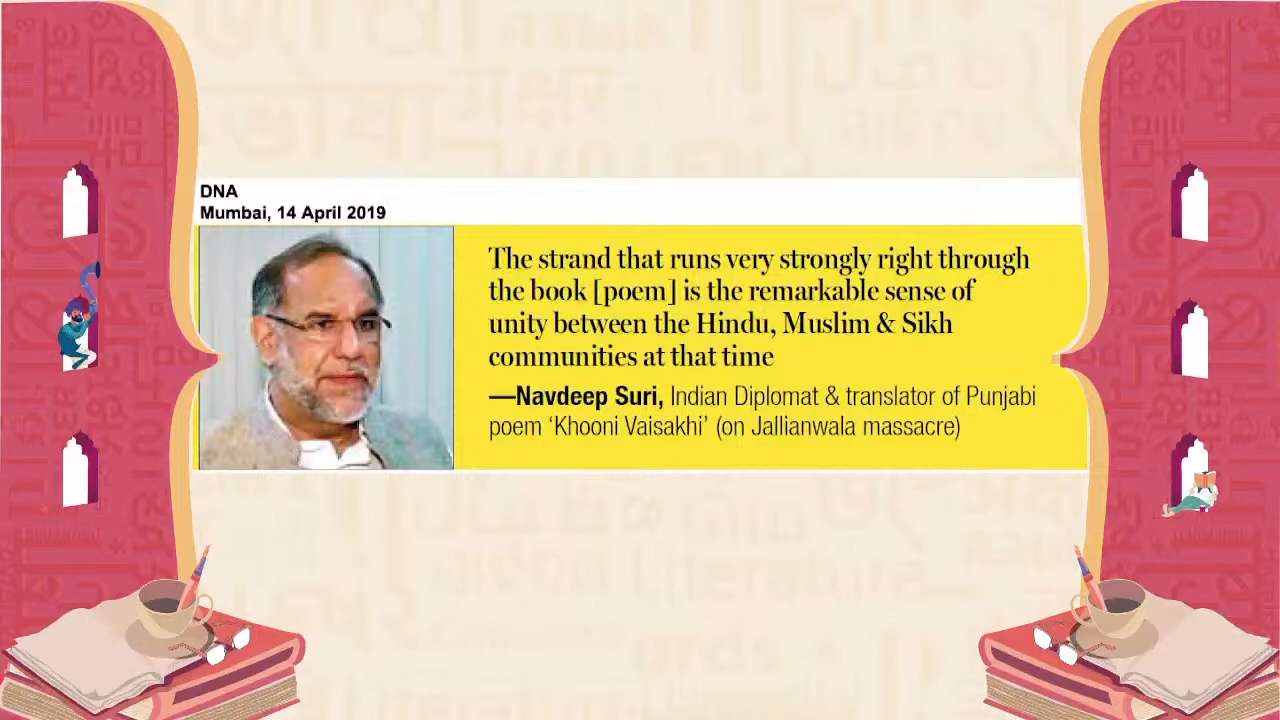 DNA
Mumbai, 14 April 2019
The strand that runs very strongly right through
the book [poem] is the remarkable sense of
unity between the Hindu, Muslim & Sikh
communities at that time
—Navdeep Suri, Indian Diplomat & translator of Punjabi
poem ‘Khooni Vaisakhi’ (on Jallianwala massacre)